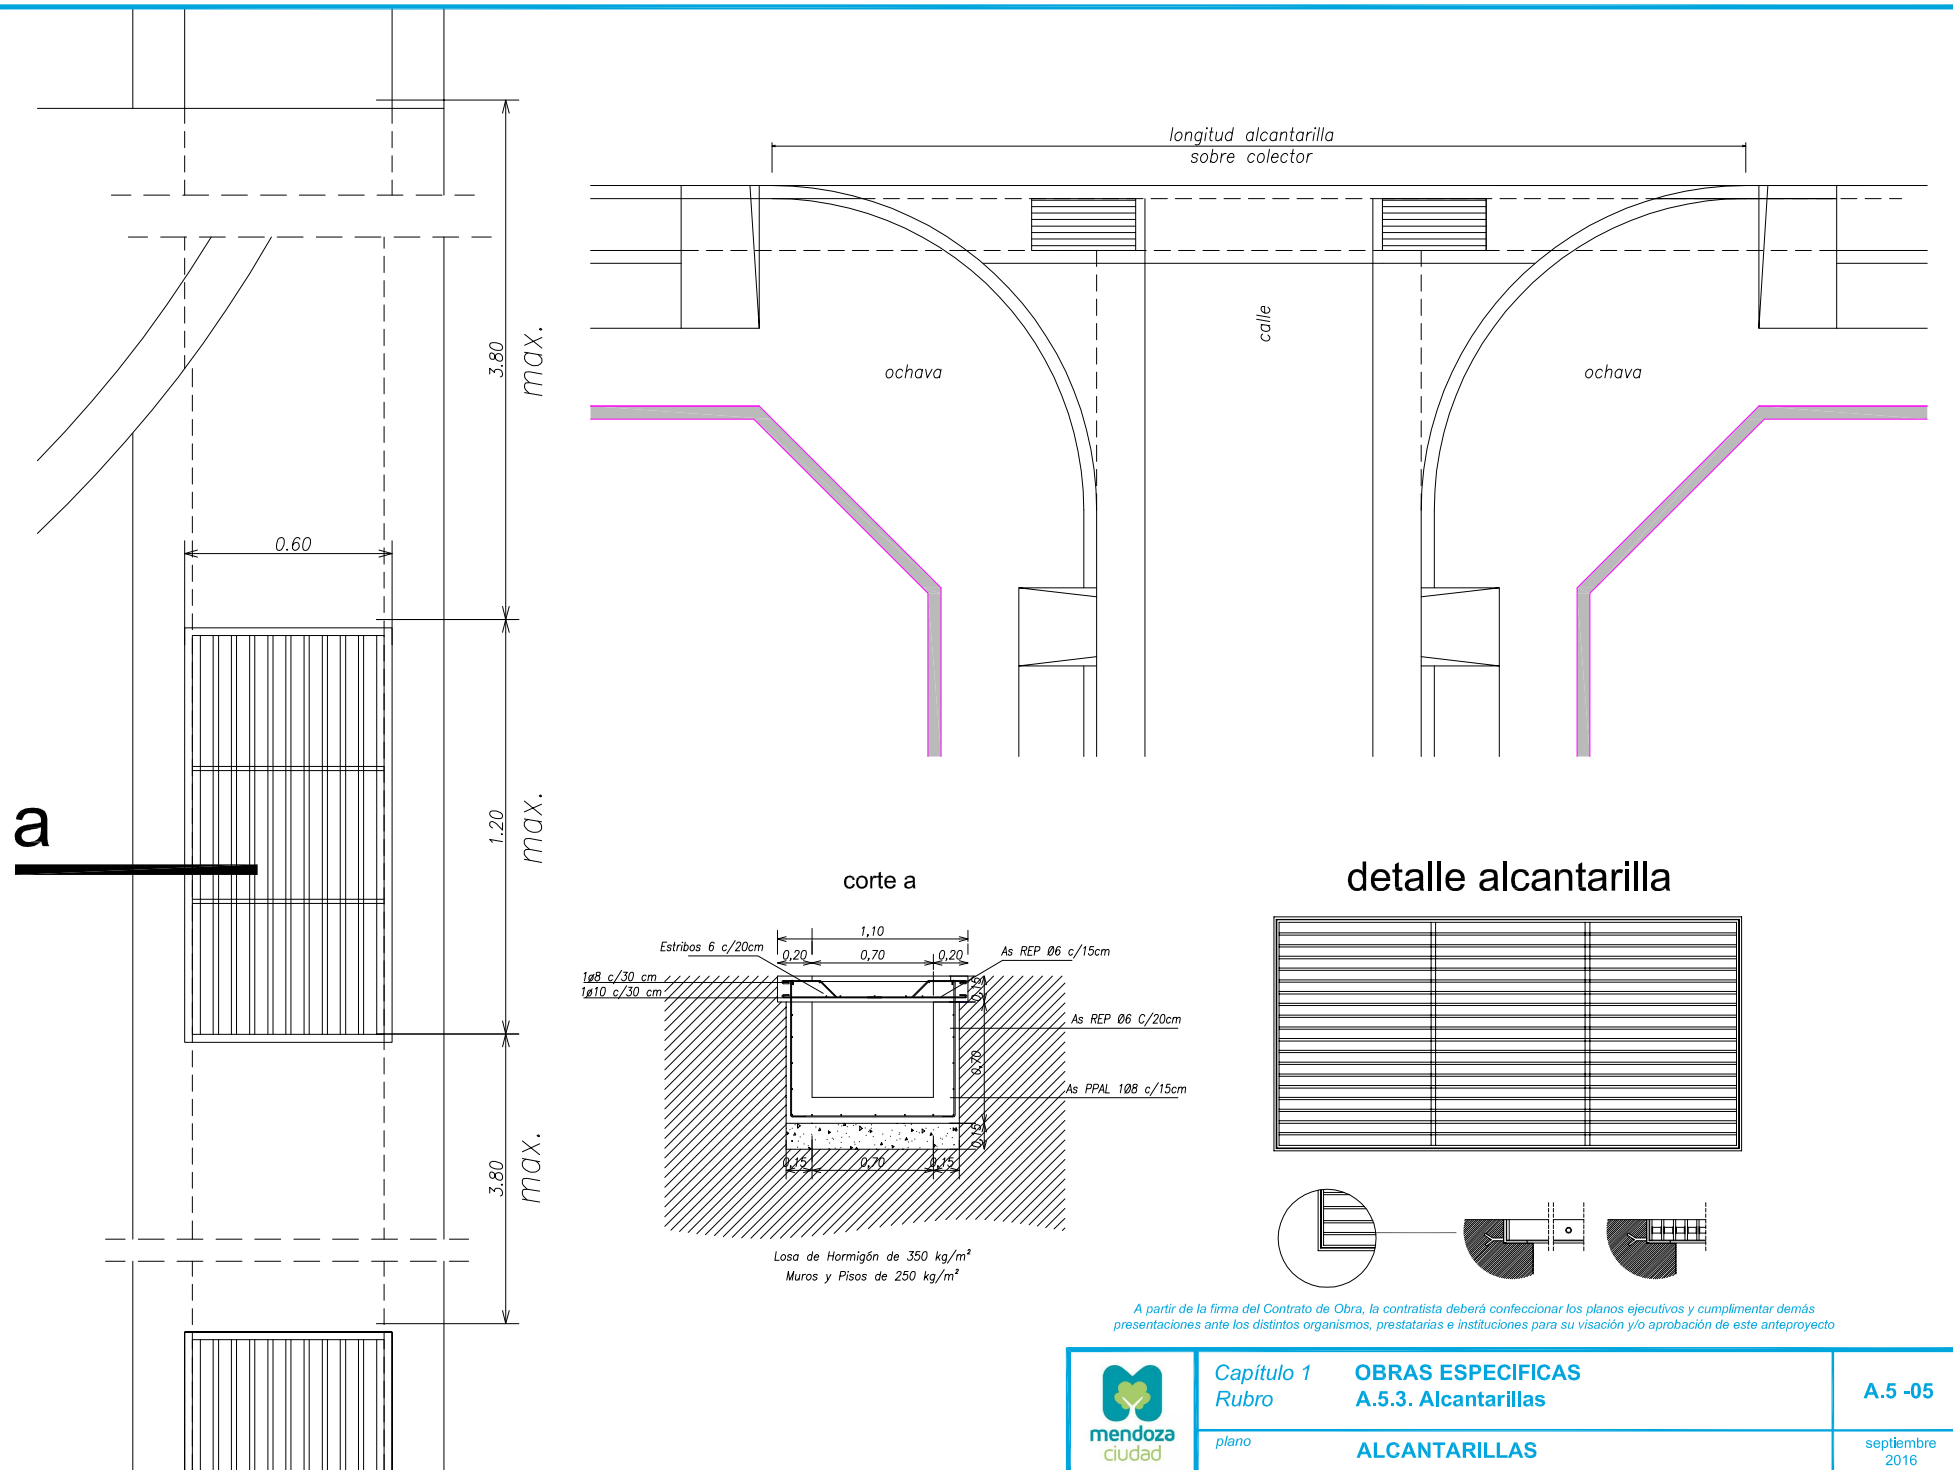 longitud alcantarilla
sobre colector
3.80
max.
calle
ochava
ochava
0.60
1.20
max.
a
3.80
max.
corte a
1,10
0,20
0,70
0,20
Estribos 6 c/20cm
As REP Ø6 c/15cm
1ø8 c/30 cm
1ø10 c/30 cm
0,15
As REP Ø6 C/20cm
0,70
As PPAL 1Ø8 c/15cm
0,15
0,15
0,70
0,15
Losa de Hormigón de 350 kg/m²
Muros y Pisos de 250 kg/m²
detalle alcantarilla
A partir de la firma del Contrato de Obra, la contratista deberá confeccionar los planos ejecutivos y cumplimentar demás
presentaciones ante los distintos organismos, prestatarias e instituciones para su visación y/o aprobación de este anteproyecto
mendoza
ciudad
Capítulo 1 OBRAS ESPECIFICAS
Rubro A.5.3. Alcantarillas
A.5 -05
plano ALCANTARILLAS
septiembre
2016